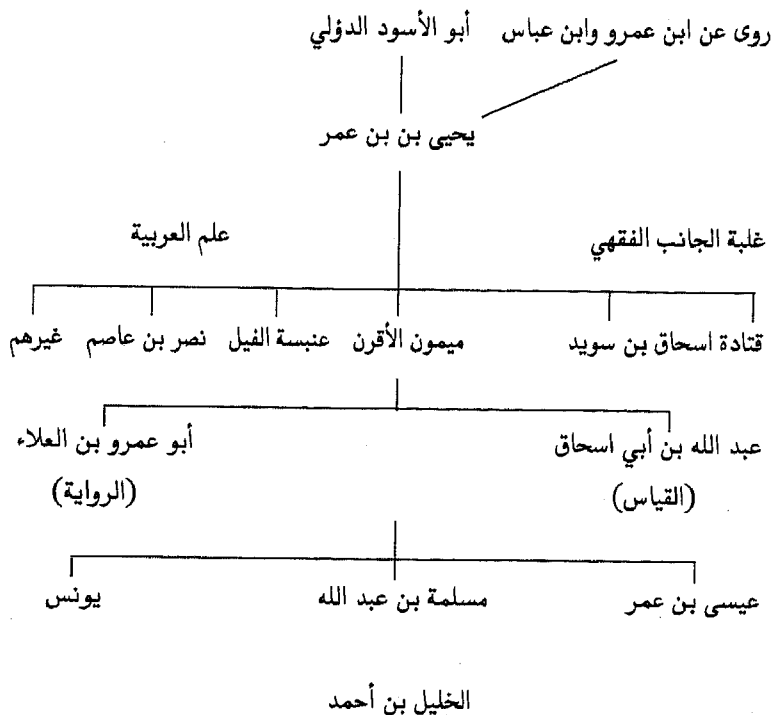 روى عن ابن عمرو وابن عباس أبو الأسود الدؤلي
يحيى بن بن عمر
غلبة الجانب الفقهي علم العربية
قتادة اسحاق بن سويد ميمون الأقرن عنبسة الفيل نصر بن عاصم غيرهم
عبد الله بن أبي اسحاق أبو عمرو بن العلاء
(القياس) (الرواية)
عيسى بن عمر مسلمة بن عبد الله يونس
الخليل بن أحمد